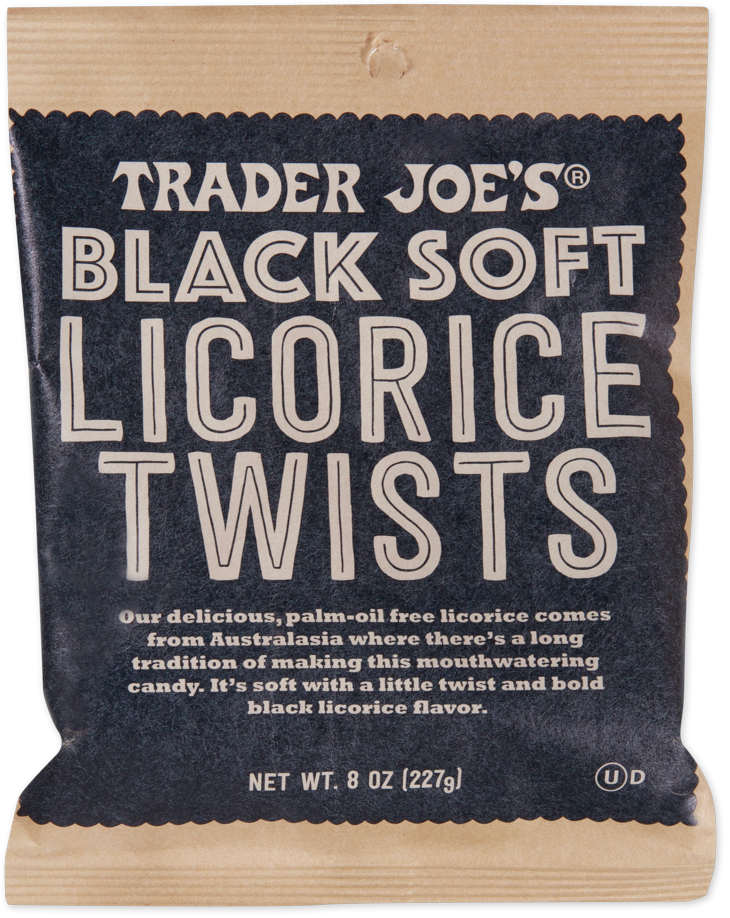 TRADER JOE'S®
BLACK SOFT
LICORICE
TWISTS
Our delicious, palm-oil free licorice comes
from Australasia where there's a long
tradition of making this mouthwatering
candy. It's soft with a little twist and bold
black licorice flavor.
NET WT. 8 OZ (227g)
Ⓤ D